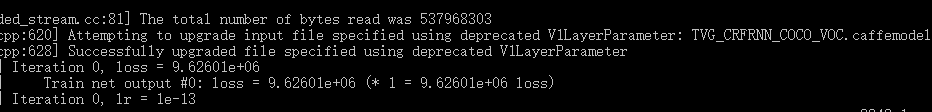 ded_stream.cc:81] The total number of bytes read was 537968303
cpp:620] Attempting to upgrade input file specified using deprecated V1LayerParameter: TVG_CRFRNN_COCO_VOC.caffemodel
cpp:628] Successfully upgraded file specified using deprecated V1LayerParameter
] Iteration 0, loss = 9.62601e+06
]     Train net output #0: loss = 9.62601e+06 (* 1 = 9.62601e+06 loss)
] Iteration 0, lr = 1e-13